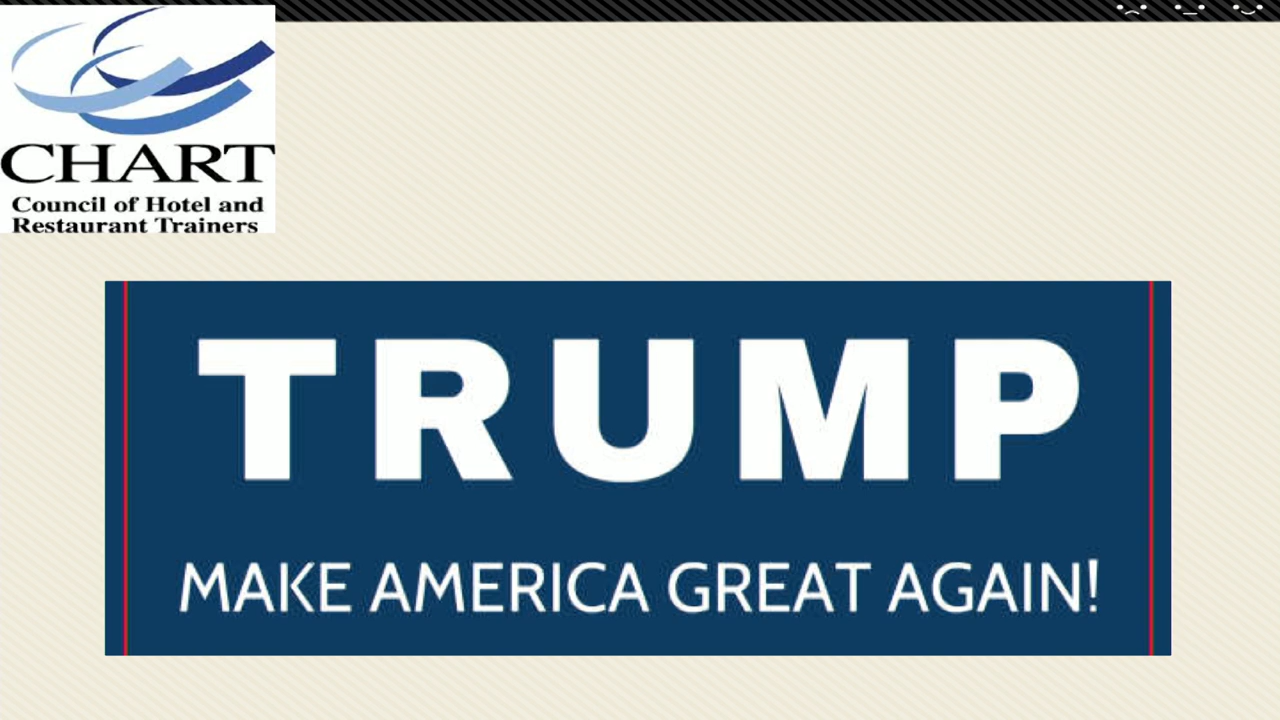 CHART
Council of Hotel and
Restaurant Trainers
TRUMP
MAKE AMERICA GREAT AGAIN!